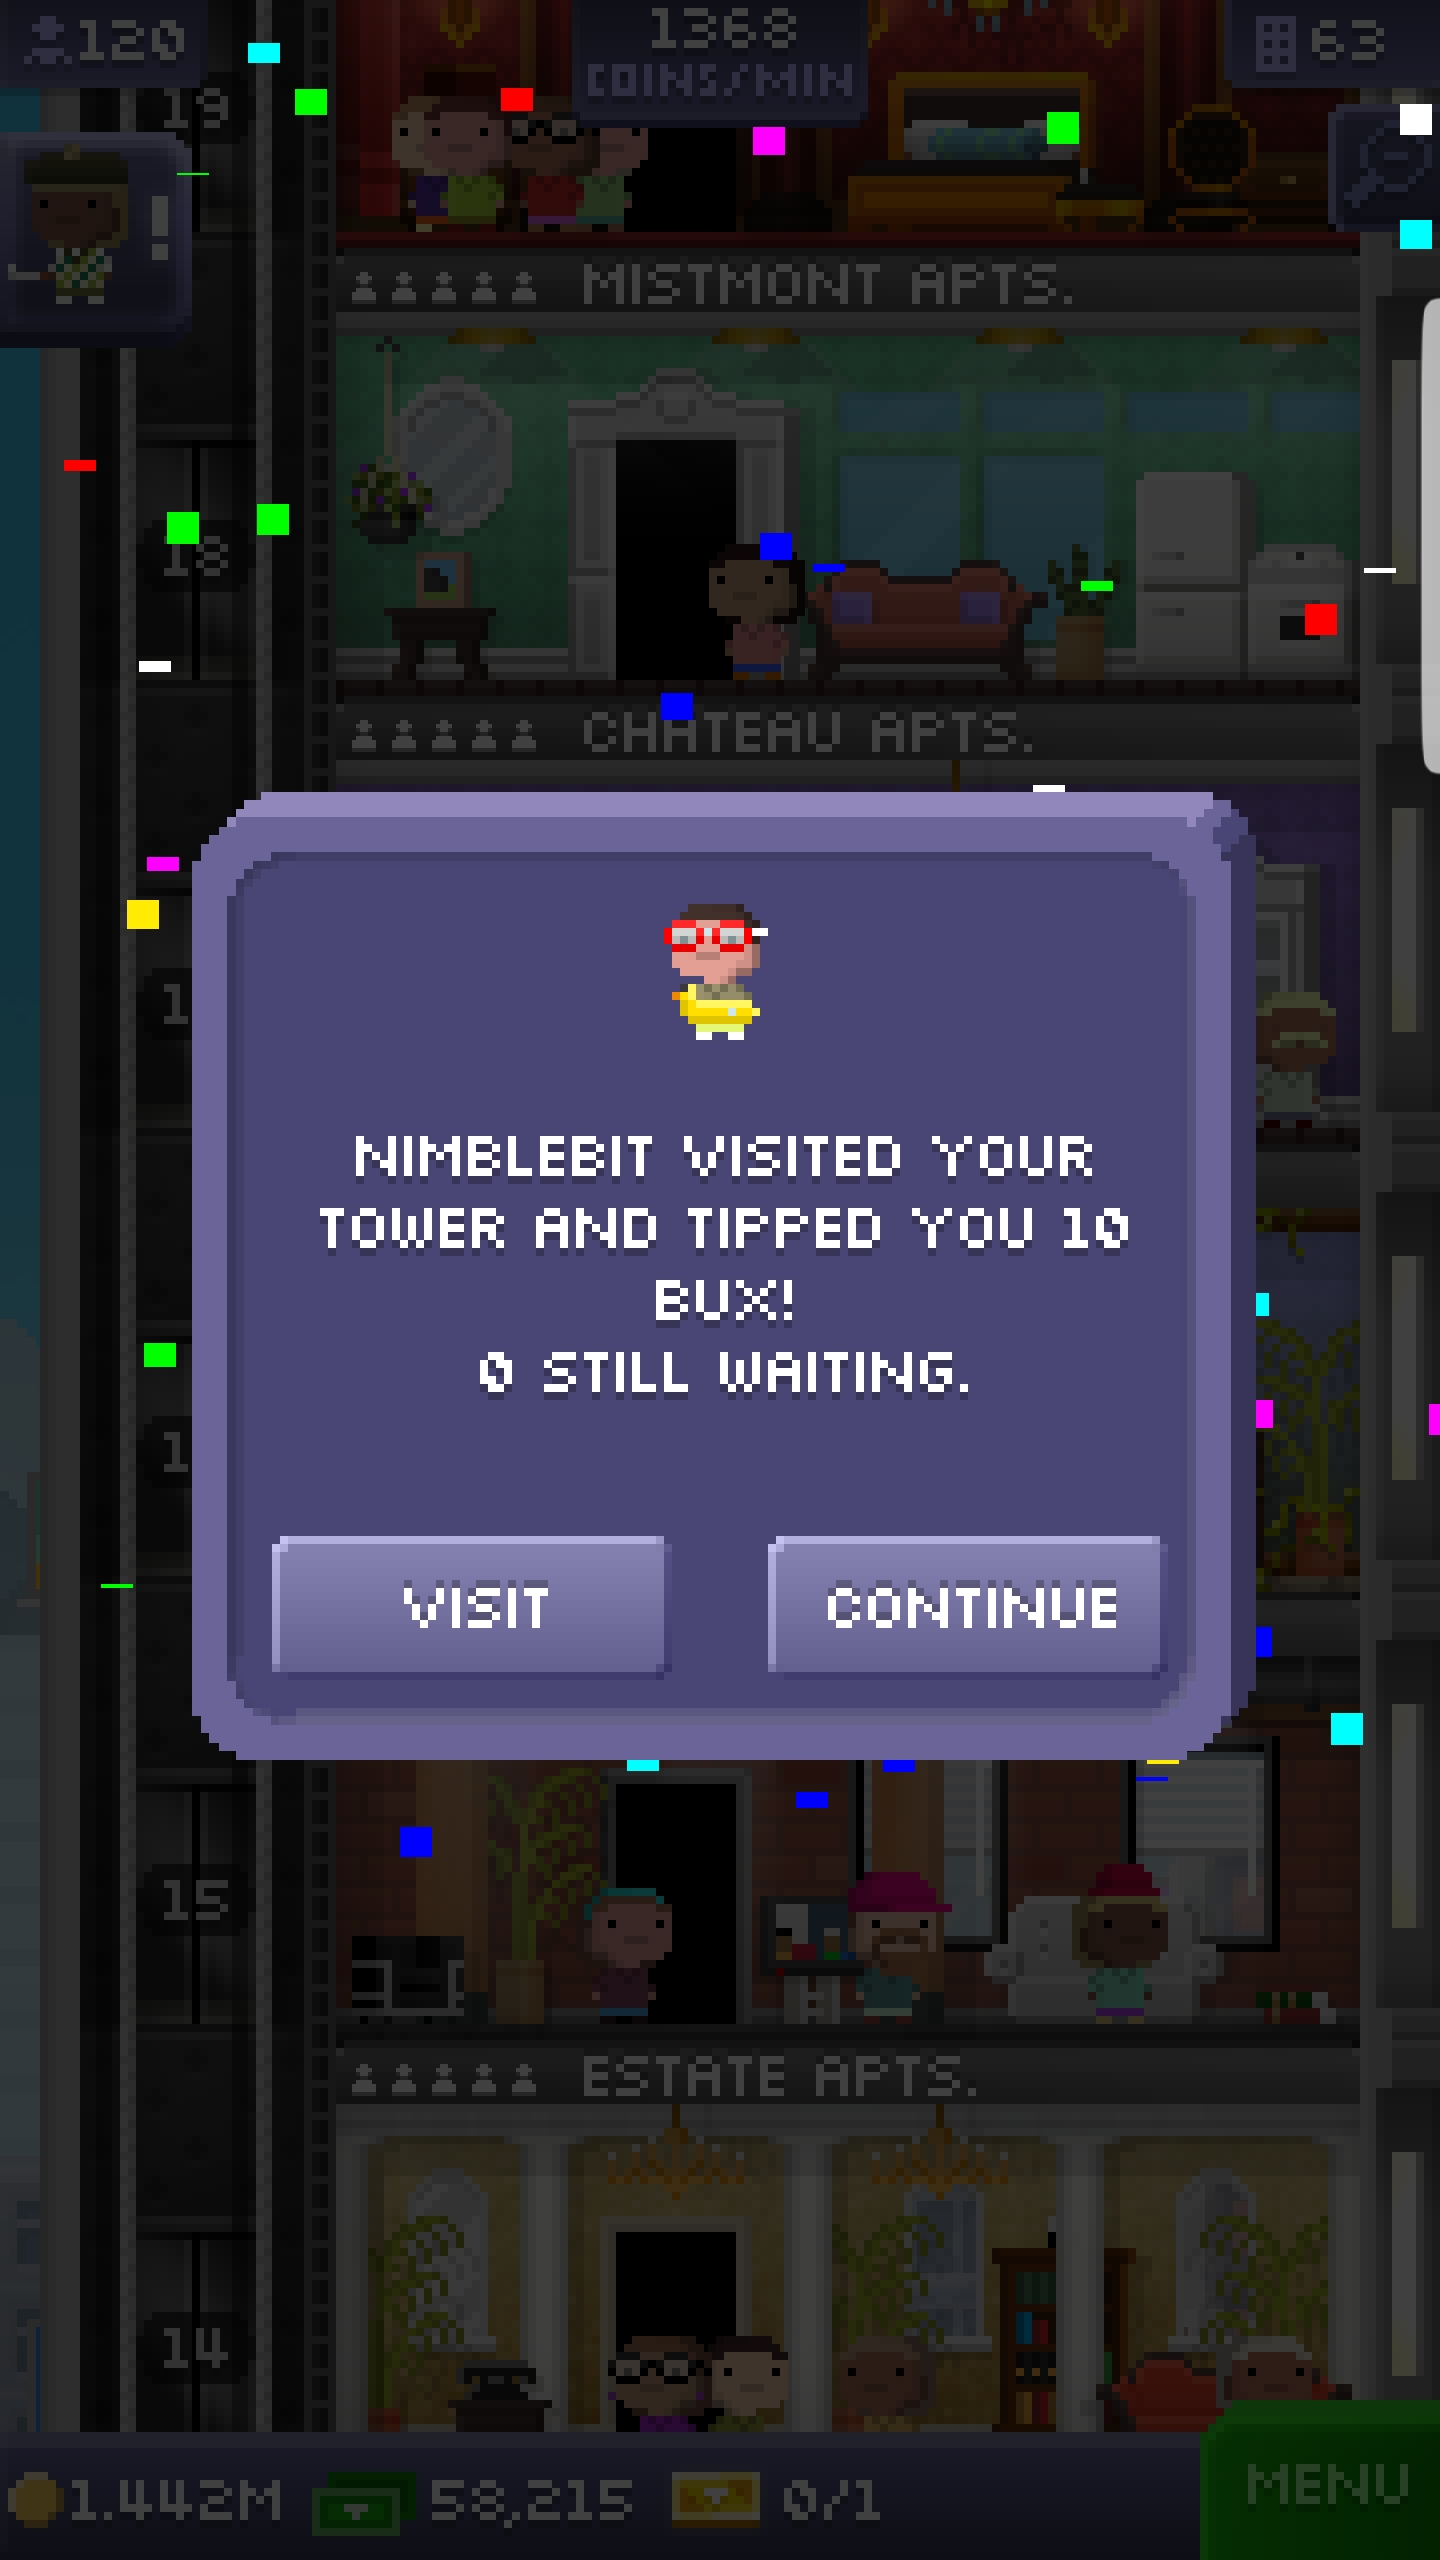 120
1368
COINS/MIN
63
19
!
MISTMONT APTS.
18
CHATEAU APTS.
NIMBLEBIT VISITED YOUR
TOWER AND TIPPED YOU 10
BUX!
0 STILL WAITING.
VISIT
CONTINUE
15
ESTATE APTS.
14
1.442M
58,215
0/1
MENU